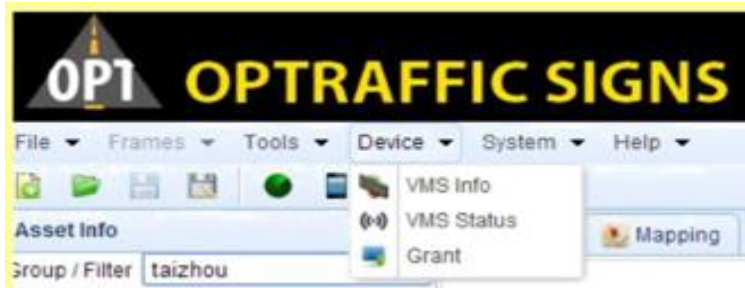 OPT OPTRAFFIC SIGNS
File Frames Tools Device System Help
VMS Info
Asset Info VMS Status Mapping
Group / Filter taizhou Grant